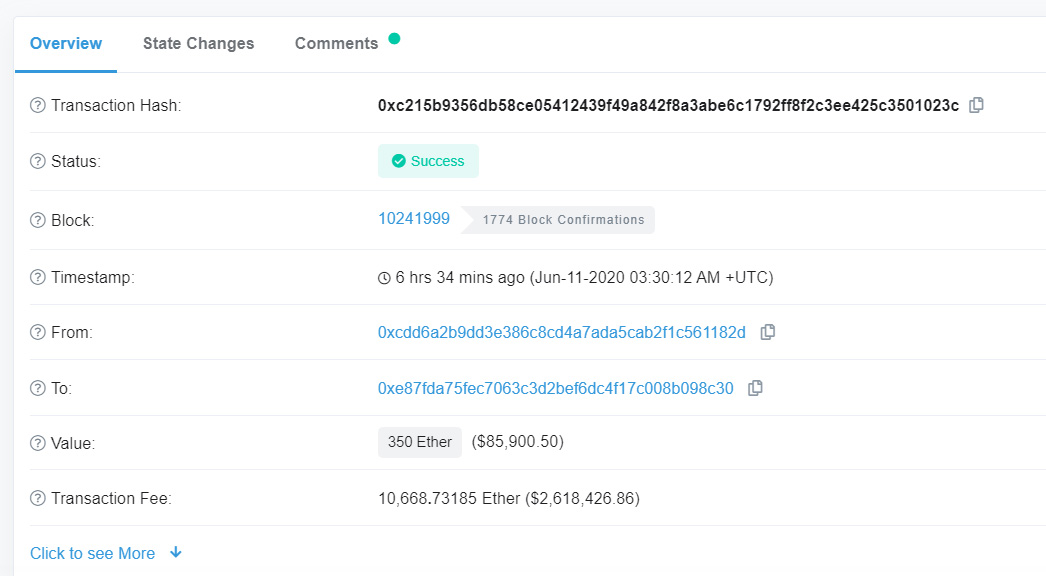 Overview State Changes Comments
Transaction Hash: 0xc215b9356db58ce05412439f49a842f8a3abe6c1792ff8f2c3ee425c3501023c
Status: Success
Block: 10241999 1774 Block Confirmations
Timestamp: 6 hrs 34 mins ago (Jun-11-2020 03:30:12 AM +UTC)
From: 0xcdd6a2b9dd3e386c8cd4a7ada5cab2f1c561182d
To: 0xe87fda75fec7063c3d2bef6dc4f17c008b098c30
Value: 350 Ether ($85,900.50)
Transaction Fee: 10,668.73185 Ether ($2,618,426.86)
Click to see More